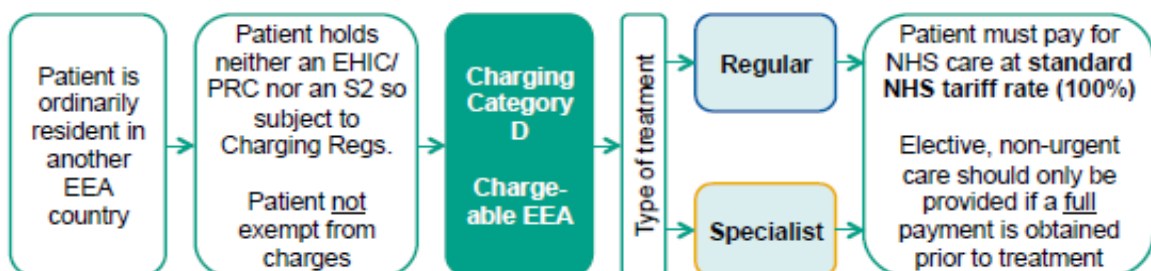 Patient is
ordinarily
resident in
another
EEA
country
Patient holds
neither an EHIC/
PRC nor an S2 so
subject to
Charging Regs.
Patient not
exempt from
charges
Charging
Category
D
Charge-
able EEA
Type of treatment
Regular
Specialist
Patient must pay for
NHS care at standard
NHS tariff rate (100%)
Elective, non-urgent
care should only be
provided if a full
payment is obtained
prior to treatment